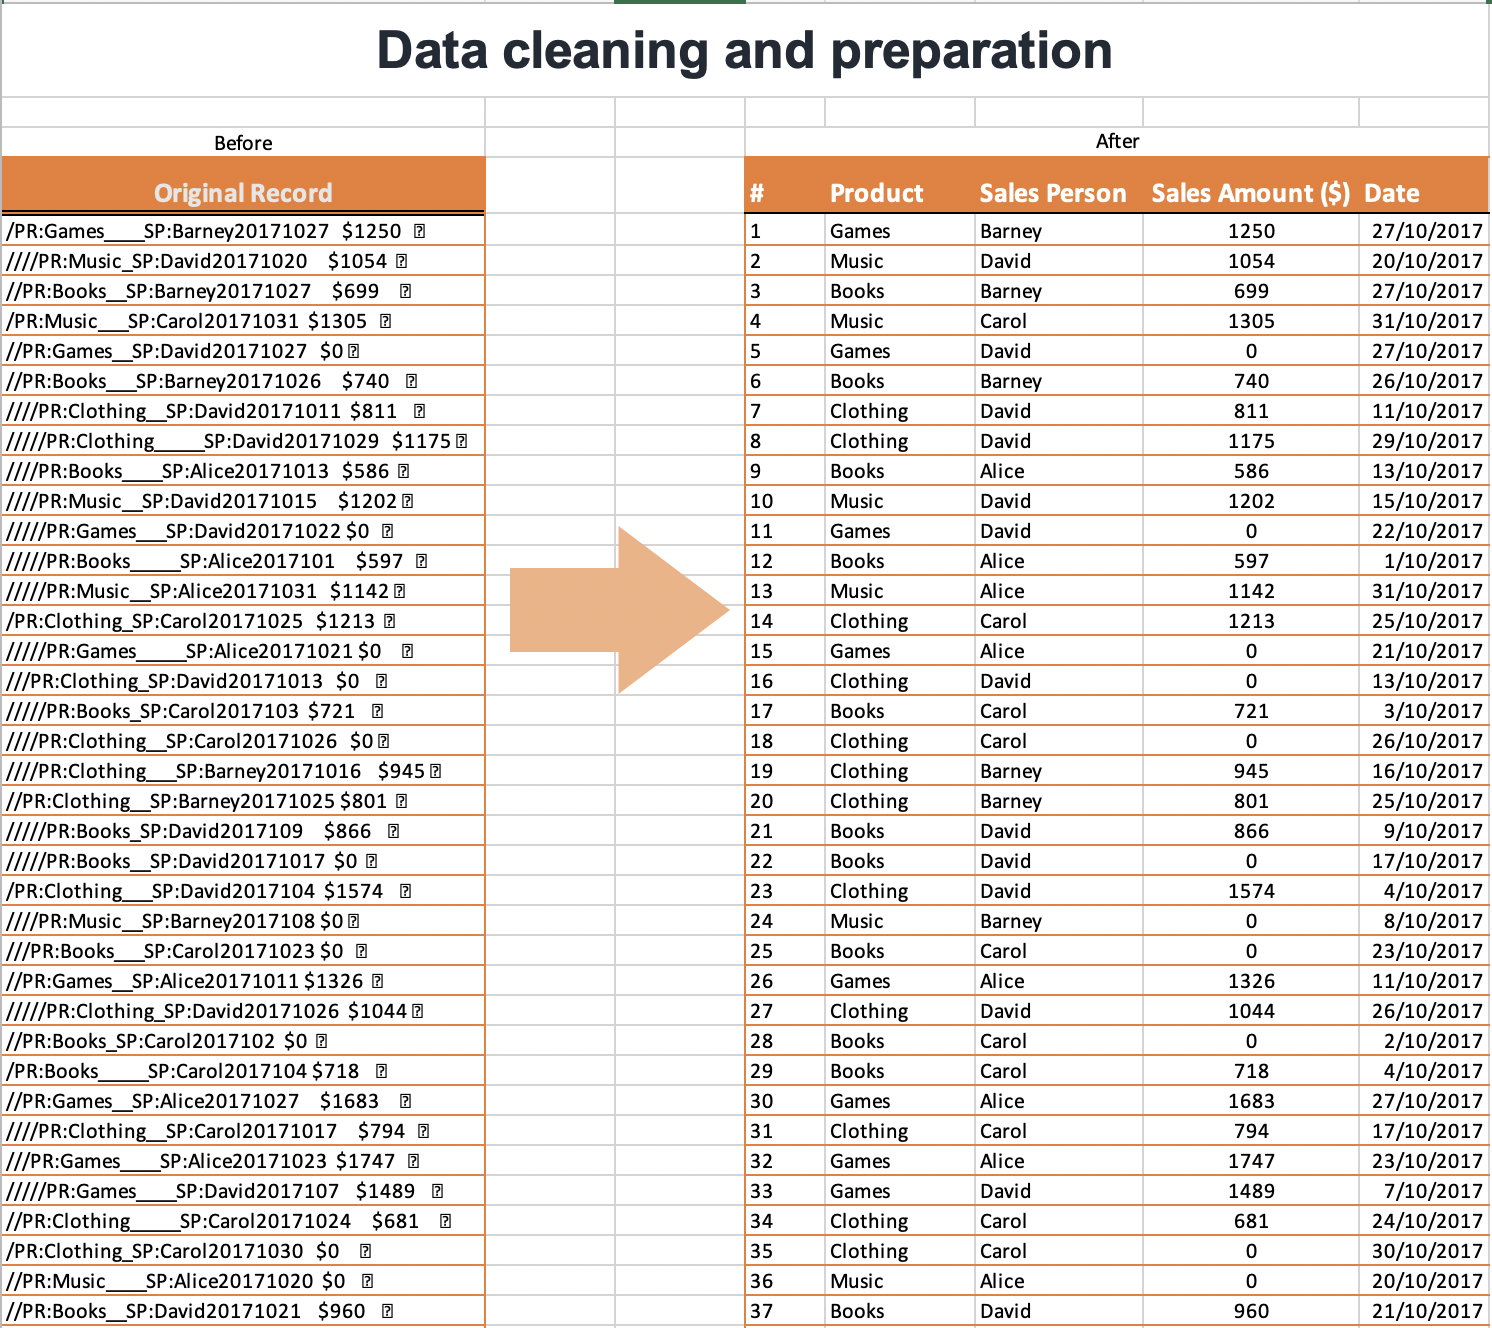 Data cleaning and preparation
Before After
Original Record # Product Sales Person Sales Amount ($) Date
/PR:Games____SP:Barney20171027 $1250 1 Games Barney 1250 27/10/2017
////PR:Music_SP:David20171020 $1054 2 Music David 1054 20/10/2017
//PR:Books__SP:Barney20171027 $699 3 Books Barney 699 27/10/2017
/PR:Music___SP:Carol20171031 $1305 4 Music Carol 1305 31/10/2017
//PR:Games__SP:David20171027 $0 5 Games David 0 27/10/2017
//PR:Books___SP:Barney20171026 $740 6 Books Barney 740 26/10/2017
////PR:Clothing__SP:David20171011 $811 7 Clothing David 811 11/10/2017
/////PR:Clothing_____SP:David20171029 $1175 8 Clothing David 1175 29/10/2017
////PR:Books____SP:Alice20171013 $586 9 Books Alice 586 13/10/2017
////PR:Music__SP:David20171015 $1202 10 Music David 1202 15/10/2017
/////PR:Games___SP:David20171022 $0 11 Games David 0 22/10/2017
/////PR:Books_____SP:Alice2017101 $597 12 Books Alice 597 1/10/2017
/////PR:Music__SP:Alice20171031 $1142 13 Music Alice 1142 31/10/2017
/PR:Clothing_SP:Carol20171025 $1213 14 Clothing Carol 1213 25/10/2017
/////PR:Games_____SP:Alice20171021 $0 15 Games Alice 0 21/10/2017
///PR:Clothing_SP:David20171013 $0 16 Clothing David 0 13/10/2017
/////PR:Books_SP:Carol2017103 $721 17 Books Carol 721 3/10/2017
////PR:Clothing__SP:Carol20171026 $0 18 Clothing Carol 0 26/10/2017
////PR:Clothing___SP:Barney20171016 $945 19 Clothing Barney 945 16/10/2017
//PR:Clothing__SP:Barney20171025 $801 20 Clothing Barney 801 25/10/2017
/////PR:Books_SP:David2017109 $866 21 Books David 866 9/10/2017
/////PR:Books__SP:David20171017 $0 22 Books David 0 17/10/2017
/PR:Clothing___SP:David2017104 $1574 23 Clothing David 1574 4/10/2017
////PR:Music__SP:Barney2017108 $0 24 Music Barney 0 8/10/2017
///PR:Books___SP:Carol20171023 $0 25 Books Carol 0 23/10/2017
//PR:Games__SP:Alice20171011 $1326 26 Games Alice 1326 11/10/2017
/////PR:Clothing_SP:David20171026 $1044 27 Clothing David 1044 26/10/2017
//PR:Books_SP:Carol2017102 $0 28 Books Carol 0 2/10/2017
/PR:Books_____SP:Carol2017104 $718 29 Books Carol 718 4/10/2017
//PR:Games__SP:Alice20171027 $1683 30 Games Alice 1683 27/10/2017
////PR:Clothing__SP:Carol20171017 $794 31 Clothing Carol 794 17/10/2017
///PR:Games____SP:Alice20171023 $1747 32 Games Alice 1747 23/10/2017
/////PR:Games____SP:David2017107 $1489 33 Games David 1489 7/10/2017
//PR:Clothing_____SP:Carol20171024 $681 34 Clothing Carol 681 24/10/2017
/PR:Clothing_SP:Carol20171030 $0 35 Clothing Carol 0 30/10/2017
//PR:Music____SP:Alice20171020 $0 36 Music Alice 0 20/10/2017
//PR:Books__SP:David20171021 $960 37 Books David 960 21/10/2017